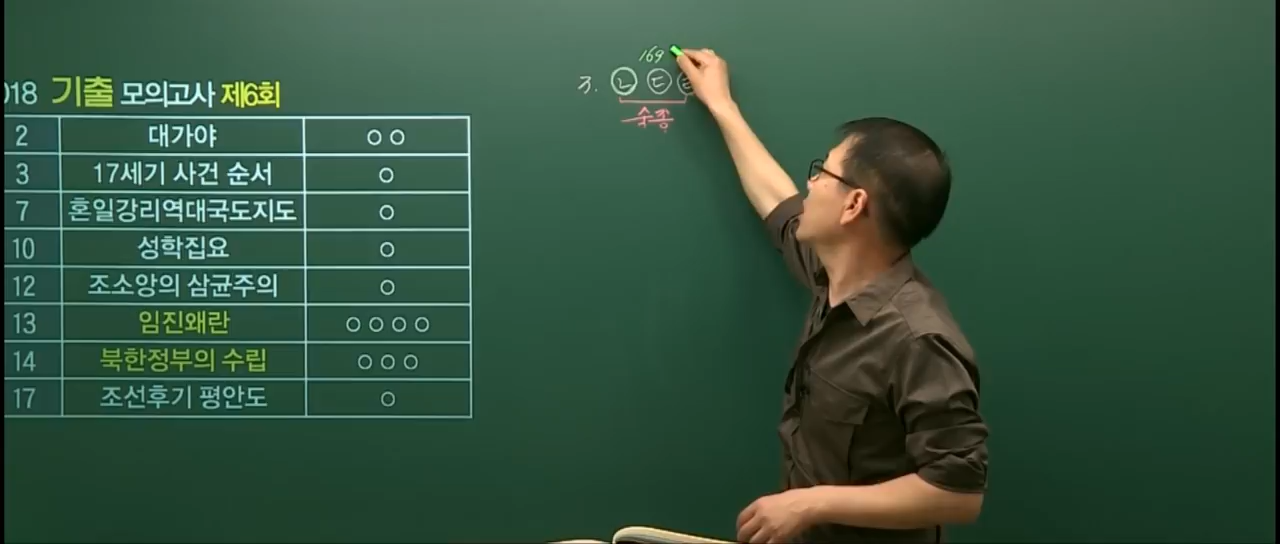 018 기출 모의고사 제6회
2 대가야 ○ ○
3 17세기 사건 순서 ○
7 혼일강리역대국도지도 ○
10 성학집요 ○
12 조소앙의 삼균주의 ○
13 임진왜란 ○ ○ ○ ○
14 북한정부의 수립 ○ ○ ○
17 조선후기 평안도 ○
169
3. ㄴ ㄷ ㄹ
숙종